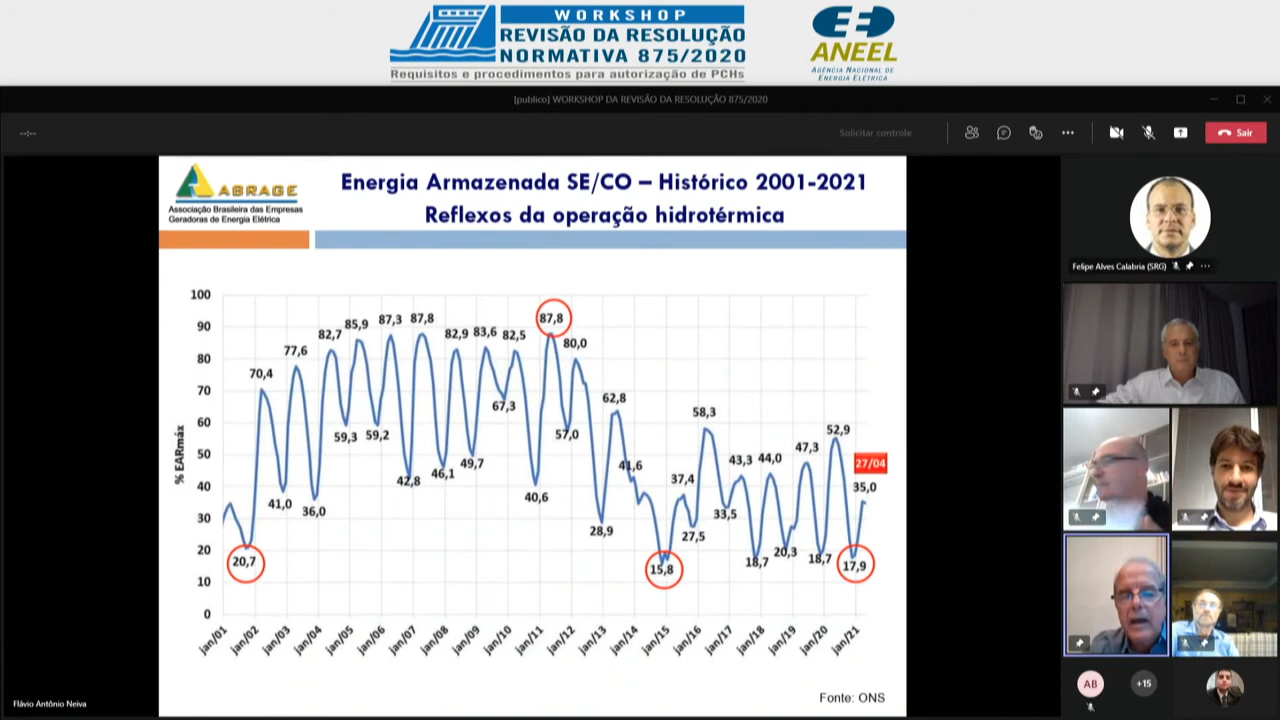 WORKSHOP
REVISÃO DA RESOLUÇÃO
NORMATIVA 875/2020
Requisitos e procedimentos para autorização de PCHs
ANEEL
AGÊNCIA NACIONAL DE
ENERGIA ELÉTRICA
[publico] WORKSHOP DA REVISÃO DA RESOLUÇÃO 875/2020
--:--
Solicitar controle
Sair
ABRAGE
Associação Brasileira das Empresas
Geradoras de Energia Elétrica
Energia Armazenada SE/CO – Histórico 2001-2021
Reflexos da operação hidrotérmica
% EARmáx
100
90
80
70
60
50
40
30
20
10
0
20,7
70,4
41,0
77,6
36,0
82,7
59,3
85,9
59,2
87,3
42,8
87,8
46,1
82,9
49,7
83,6
67,3
82,5
40,6
87,8
57,0
80,0
28,9
62,8
41,6
15,8
37,4
27,5
58,3
33,5
43,3
18,7
44,0
20,3
47,3
18,7
52,9
17,9
27/04
35,0
jan/01
jan/02
jan/03
jan/04
jan/05
jan/06
jan/07
jan/08
jan/09
jan/10
jan/11
jan/12
jan/13
jan/14
jan/15
jan/16
jan/17
jan/18
jan/19
jan/20
jan/21
Fonte: ONS
Flávio Antônio Neiva
Felipe Alves Calabria (SRG)
AB
+15